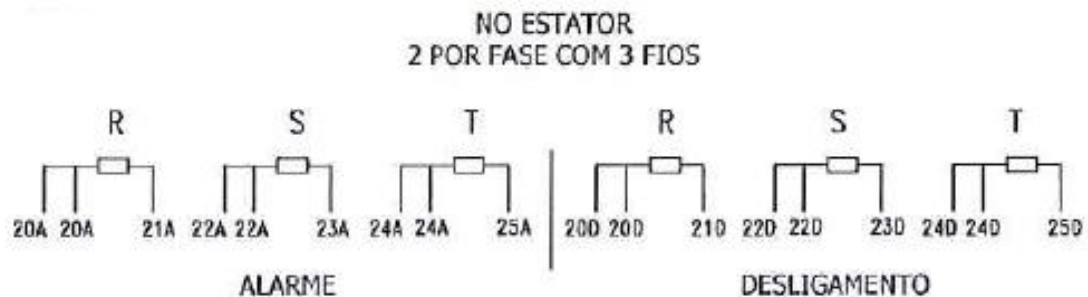 NO ESTATOR
2 POR FASE COM 3 FIOS
R S T R S T
20A 20A 21A 22A 22A 23A 24A 24A 25A 20D 20D 21D 22D 22D 23D 24D 24D 25D
ALARME DESLIGAMENTO